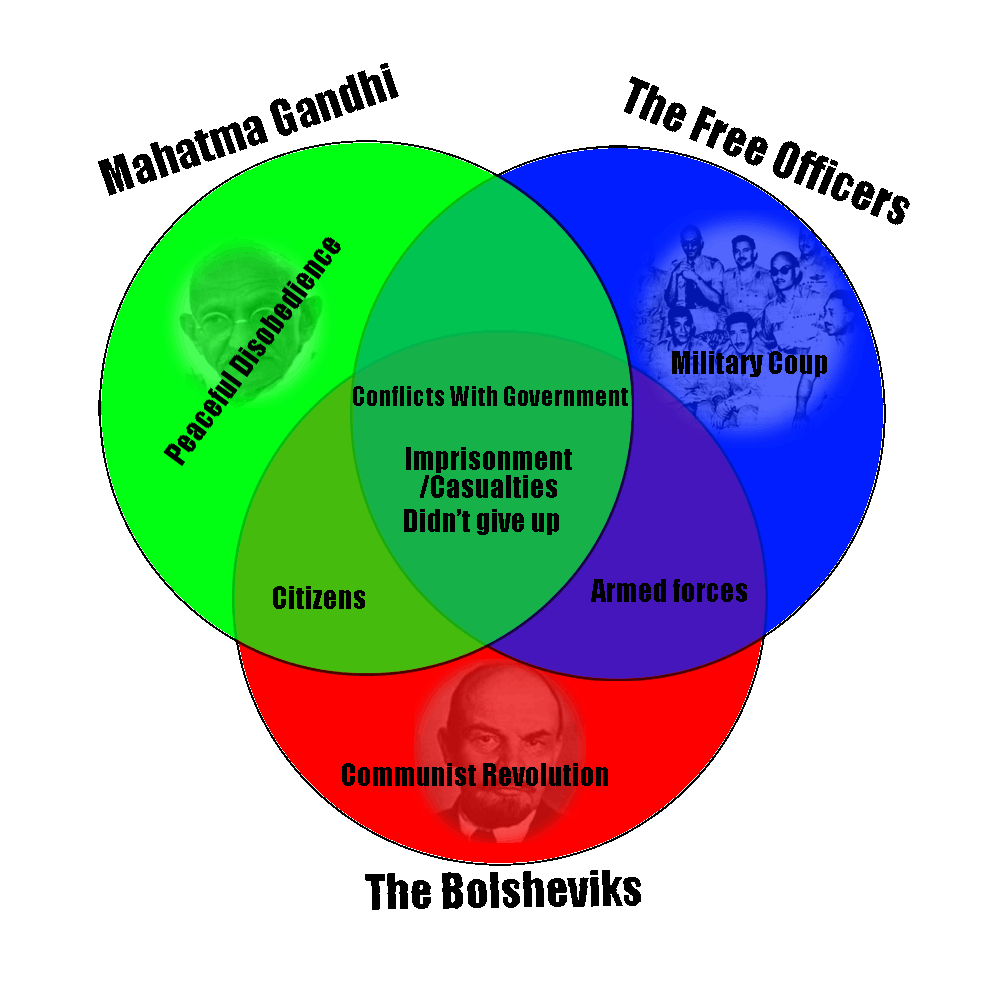 Mahatma Gandhi
The Free Officers
Peaceful Disobedience
Military Coup
Conflicts With Government
Imprisonment
/Casualties
Didn't give up
Citizens
Armed forces
Communist Revolution
The Bolsheviks